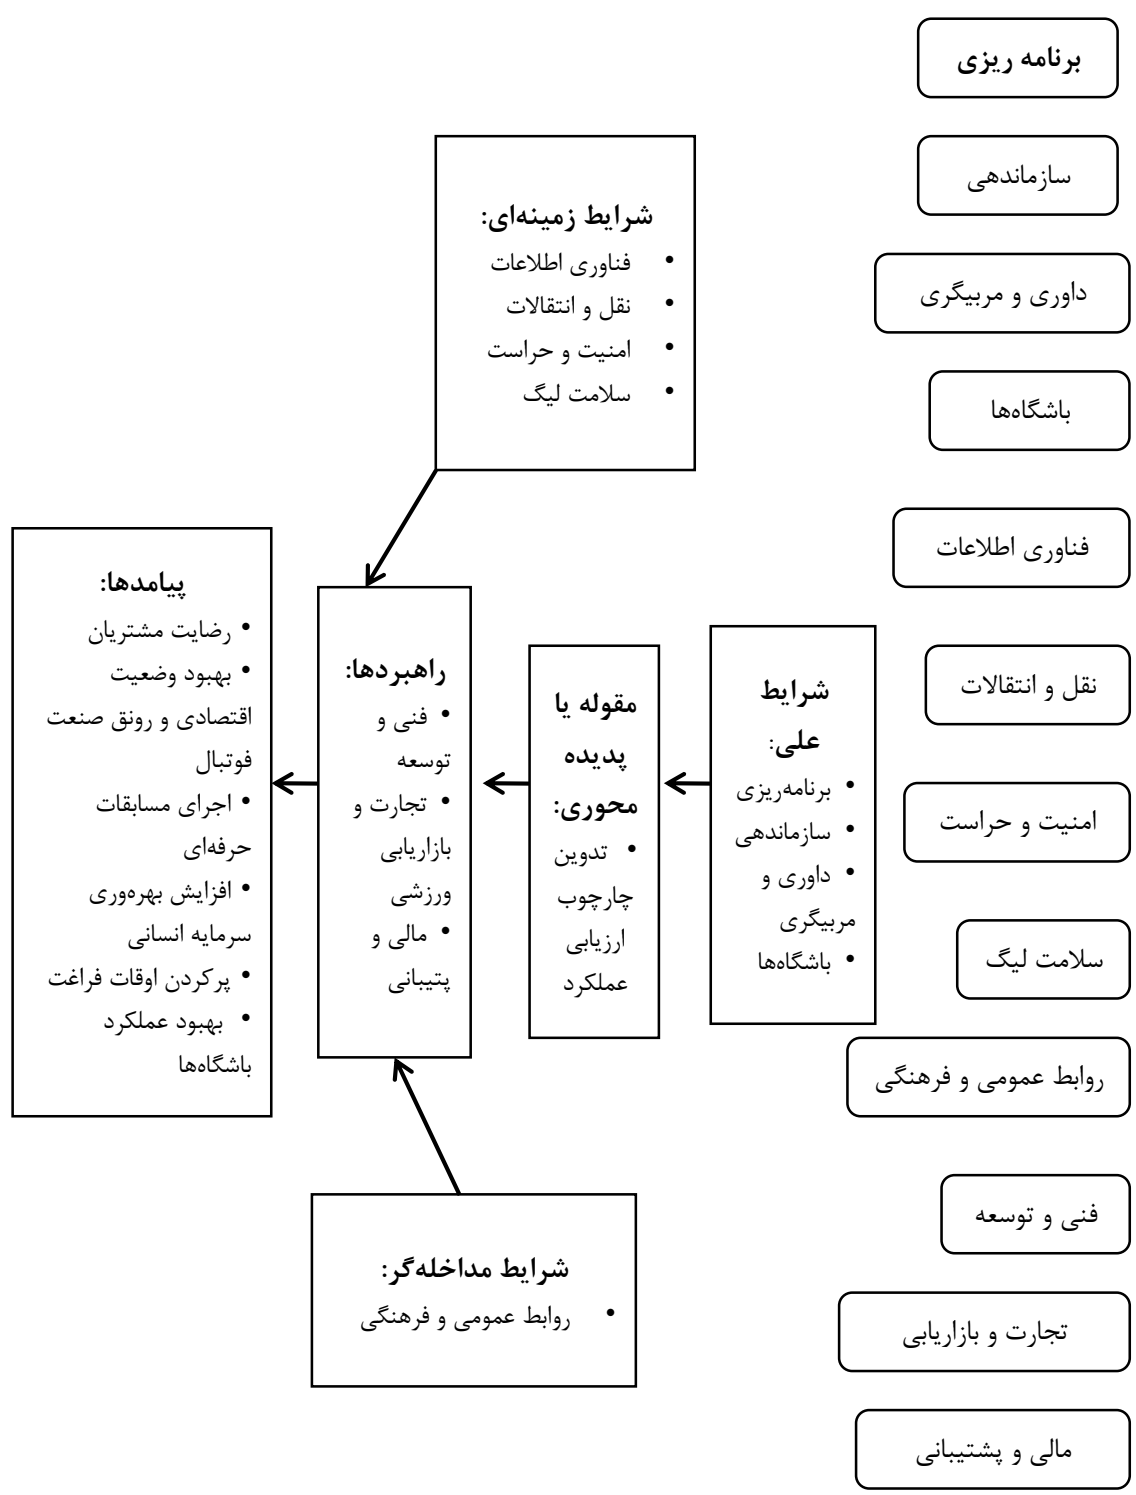 برنامه ریزی
سازماندهی
داوری و مربیگری
باشگاه‌ها
فناوری اطلاعات
نقل و انتقالات
امنیت و حراست
سلامت لیگ
روابط عمومی و فرهنگی
فنی و توسعه
تجارت و بازاریابی
مالی و پشتیبانی
شرایط زمینه‌ای:
• فناوری اطلاعات
• نقل و انتقالات
• امنیت و حراست
• سلامت لیگ
شرایط
علی:
• برنامه‌ریزی
• سازماندهی
• داوری و
مربیگری
• باشگاه‌ها
مقوله یا
پدیده
محوری:
• تدوین
چارچوب
ارزیابی
عملکرد
راهبردها:
• فنی و
توسعه
• تجارت و
بازاریابی
ورزشی
• مالی و
پتیبانی
پیامدها:
• رضایت مشتریان
• بهبود وضعیت
اقتصادی و رونق صنعت
فوتبال
• اجرای مسابقات
حرفه‌ای
• افزایش بهره‌وری
سرمایه انسانی
• پرکردن اوقات فراغت
• بهبود عملکرد
باشگاه‌ها
شرایط مداخله‌گر:
• روابط عمومی و فرهنگی